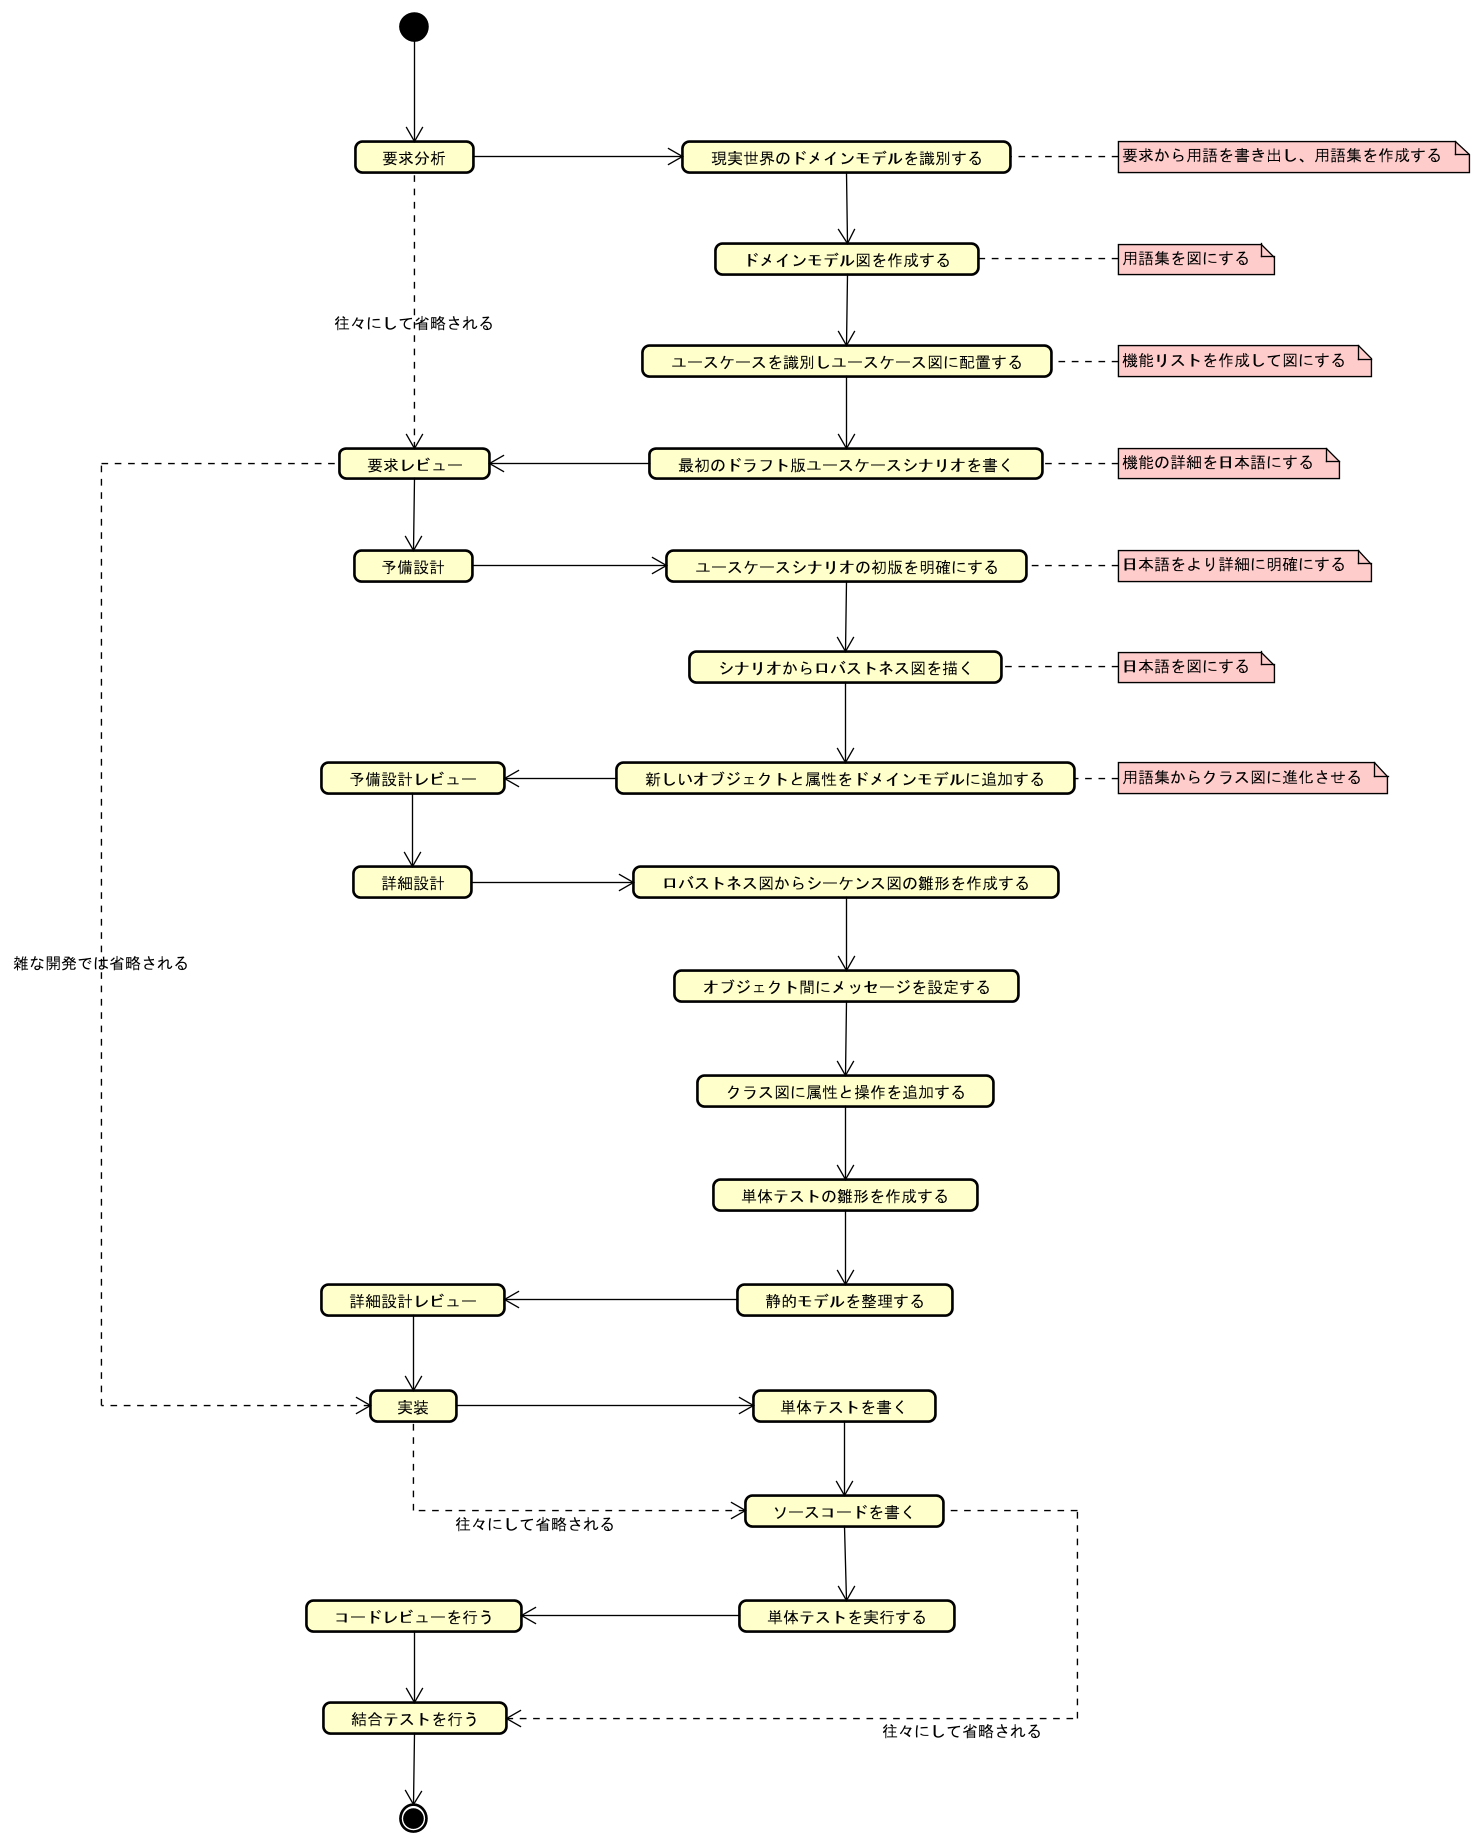 要求分析
現実世界のドメインモデルを識別する
要求から用語を書き出し、用語集を作成する
ドメインモデル図を作成する
用語集を図にする
往々にして省略される
ユースケースを識別しユースケース図に配置する
機能リストを作成して図にする
要求レビュー
最初のドラフト版ユースケースシナリオを書く
機能の詳細を日本語にする
予備設計
ユースケースシナリオの初版を明確にする
日本語をより詳細に明確にする
シナリオからロバストネス図を描く
日本語を図にする
予備設計レビュー
新しいオブジェクトと属性をドメインモデルに追加する
用語集からクラス図に進化させる
詳細設計
ロバストネス図からシーケンス図の雛形を作成する
雑な開発では省略される
オブジェクト間にメッセージを設定する
クラス図に属性と操作を追加する
単体テストの雛形を作成する
詳細設計レビュー
静的モデルを整理する
実装
単体テストを書く
ソースコードを書く
往々にして省略される
コードレビューを行う
単体テストを実行する
結合テストを行う
往々にして省略される